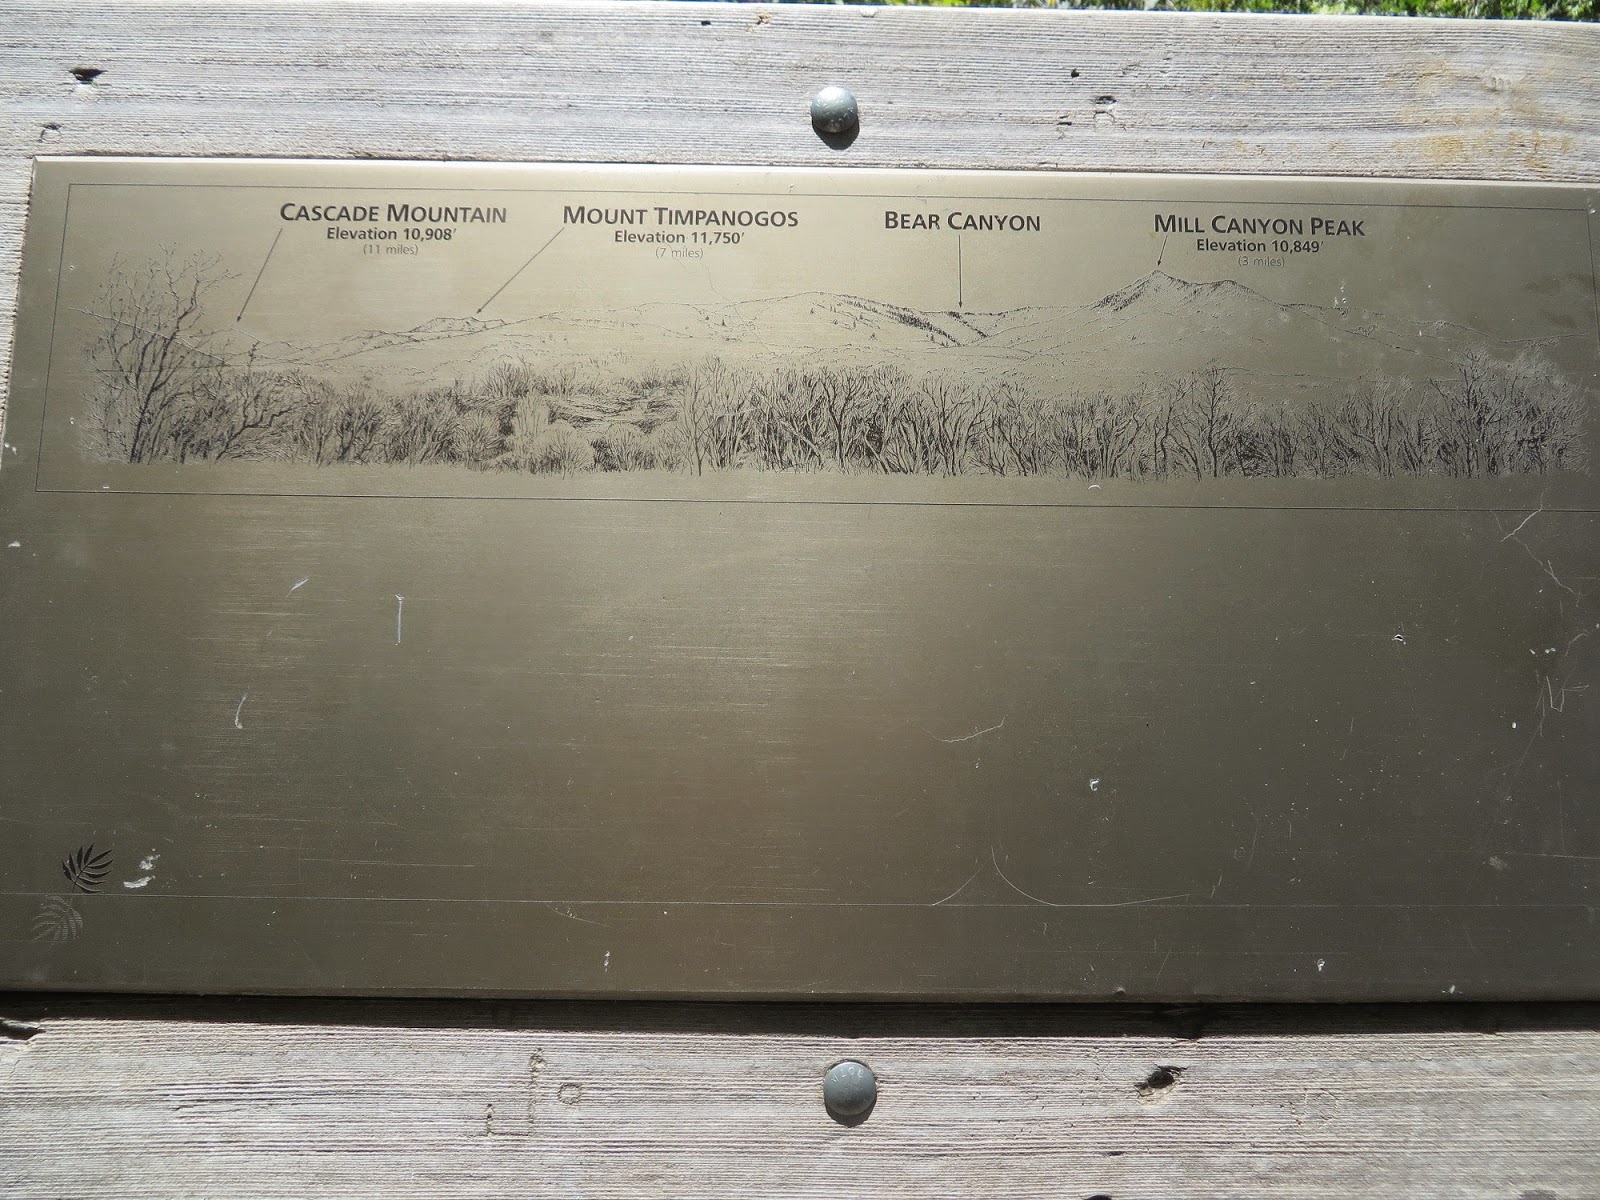 CASCADE MOUNTAIN
Elevation 10,908'
(11 miles)
MOUNT TIMPANOGOS
Elevation 11,750'
(7 miles)
BEAR CANYON
MILL CANYON PEAK
Elevation 10,849'
(3 miles)